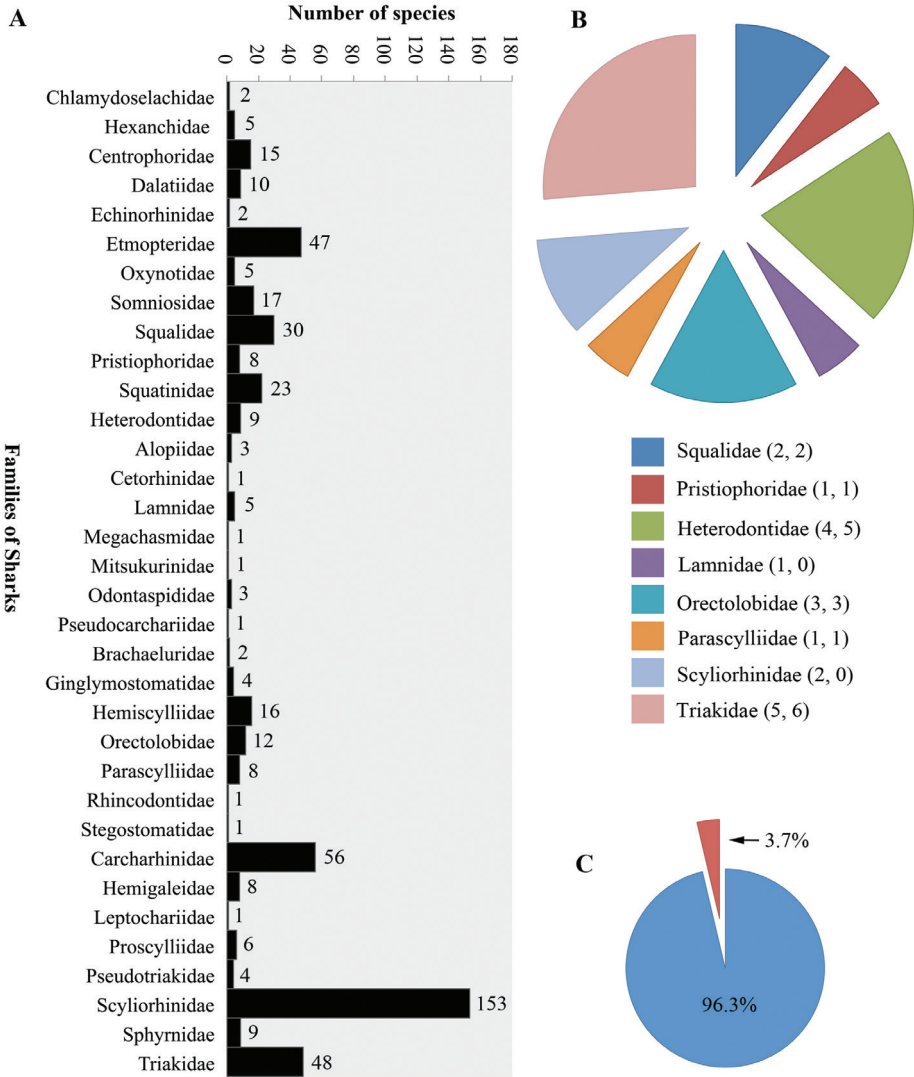 A
Number of species
0 20 40 60 80 100 120 140 160 180
Families of Sharks
Chlamydoselachidae 2
Hexanchidae 5
Centrophoridae 15
Dalatiidae 10
Echinorhinidae 2
Etmopteridae 47
Oxynotidae 5
Somniosidae 17
Squalidae 30
Pristiophoridae 8
Squatinidae 23
Heterodontidae 9
Alopiidae 3
Cetorhinidae 1
Lamnidae 5
Megachasmidae 1
Mitsukurinidae 1
Odontaspididae 3
Pseudocarchariidae 1
Brachaeluridae 2
Ginglymostomatidae 4
Hemiscylliidae 16
Orectolobidae 12
Parascylliidae 8
Rhincodontidae 1
Stegostomatidae 1
Carcharhinidae 56
Hemigaleidae 8
Leptochariidae 1
Proscylliidae 6
Pseudotriakidae 4
Scyliorhinidae 153
Sphyrnidae 9
Triakidae 48
B
Squalidae (2, 2)
Pristiophoridae (1, 1)
Heterodontidae (4, 5)
Lamnidae (1, 0)
Orectolobidae (3, 3)
Parascylliidae (1, 1)
Scyliorhinidae (2, 0)
Triakidae (5, 6)
C
3.7%
96.3%